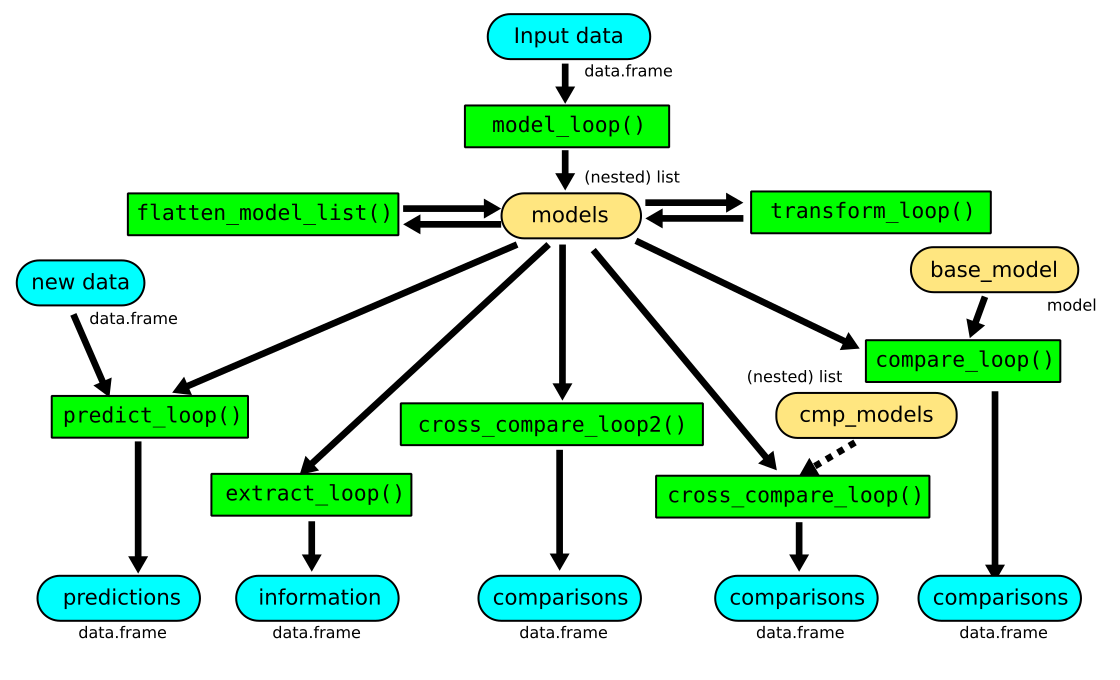 Input data
data.frame
model_loop()
(nested) list
flatten_model_list()
models
transform_loop()
new data
data.frame
base_model
model
compare_loop()
(nested) list
cmp_models
predict_loop()
cross_compare_loop2()
extract_loop()
cross_compare_loop()
predictions
information
comparisons
comparisons
comparisons
data.frame
data.frame
data.frame
data.frame
data.frame